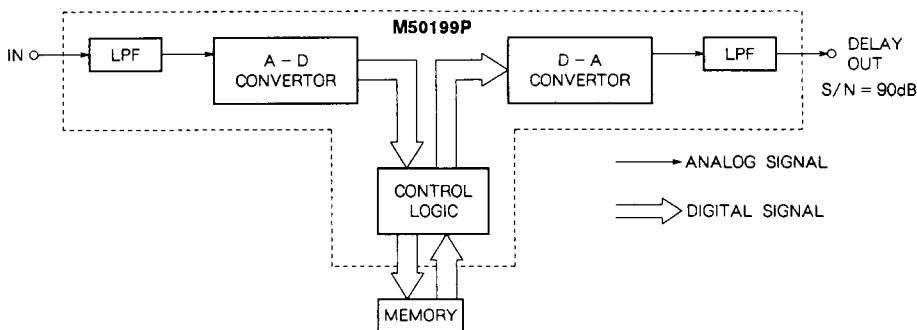 M50199P
IN
LPF
A – D
CONVERTOR
D – A
CONVERTOR
LPF
DELAY
OUT
S/N = 90dB
CONTROL
LOGIC
ANALOG SIGNAL
DIGITAL SIGNAL
MEMORY